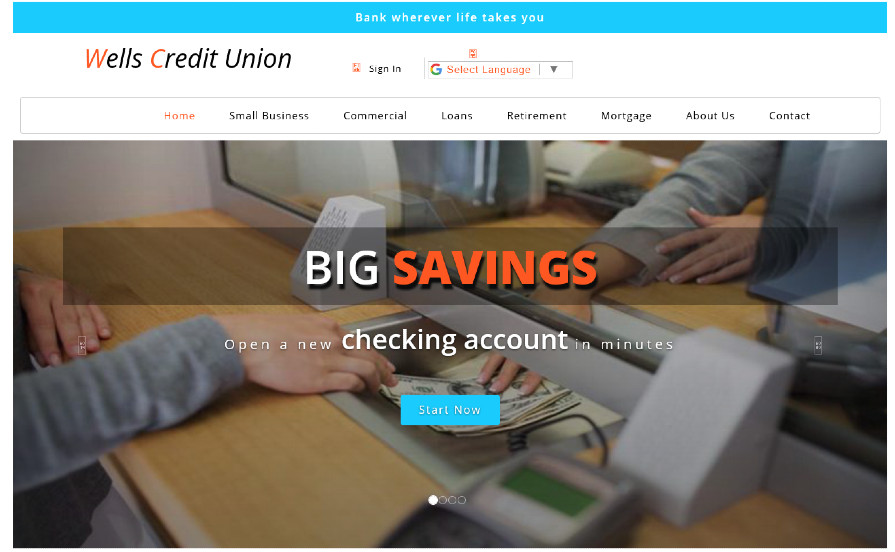 Bank wherever life takes you
Wells Credit Union
Sign In
Select Language ▼
Home Small Business Commercial Loans Retirement Mortgage About Us Contact
BIG SAVINGS
Open a new checking account in minutes
Start Now